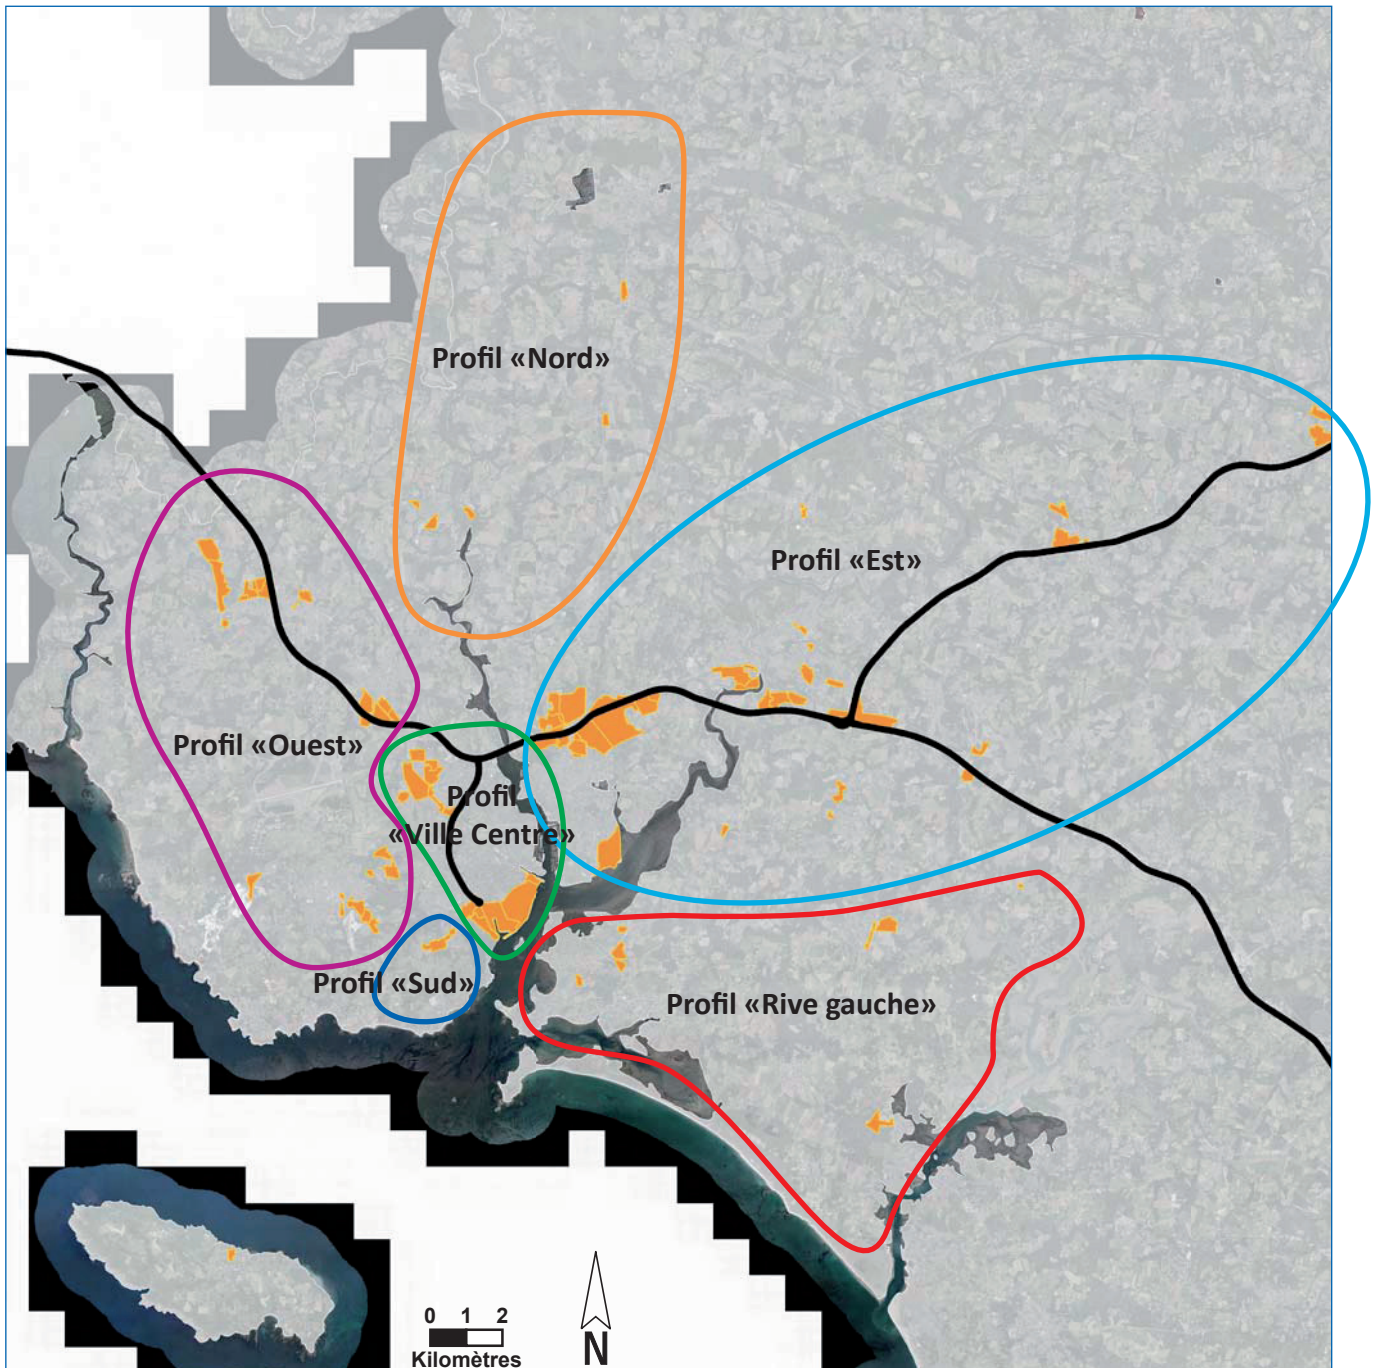 Profil «Nord»
Profil «Est»
Profil «Ouest»
Profil
«Ville Centre»
Profil «Sud»
Profil «Rive gauche»
0 1 2
Kilomètres
N